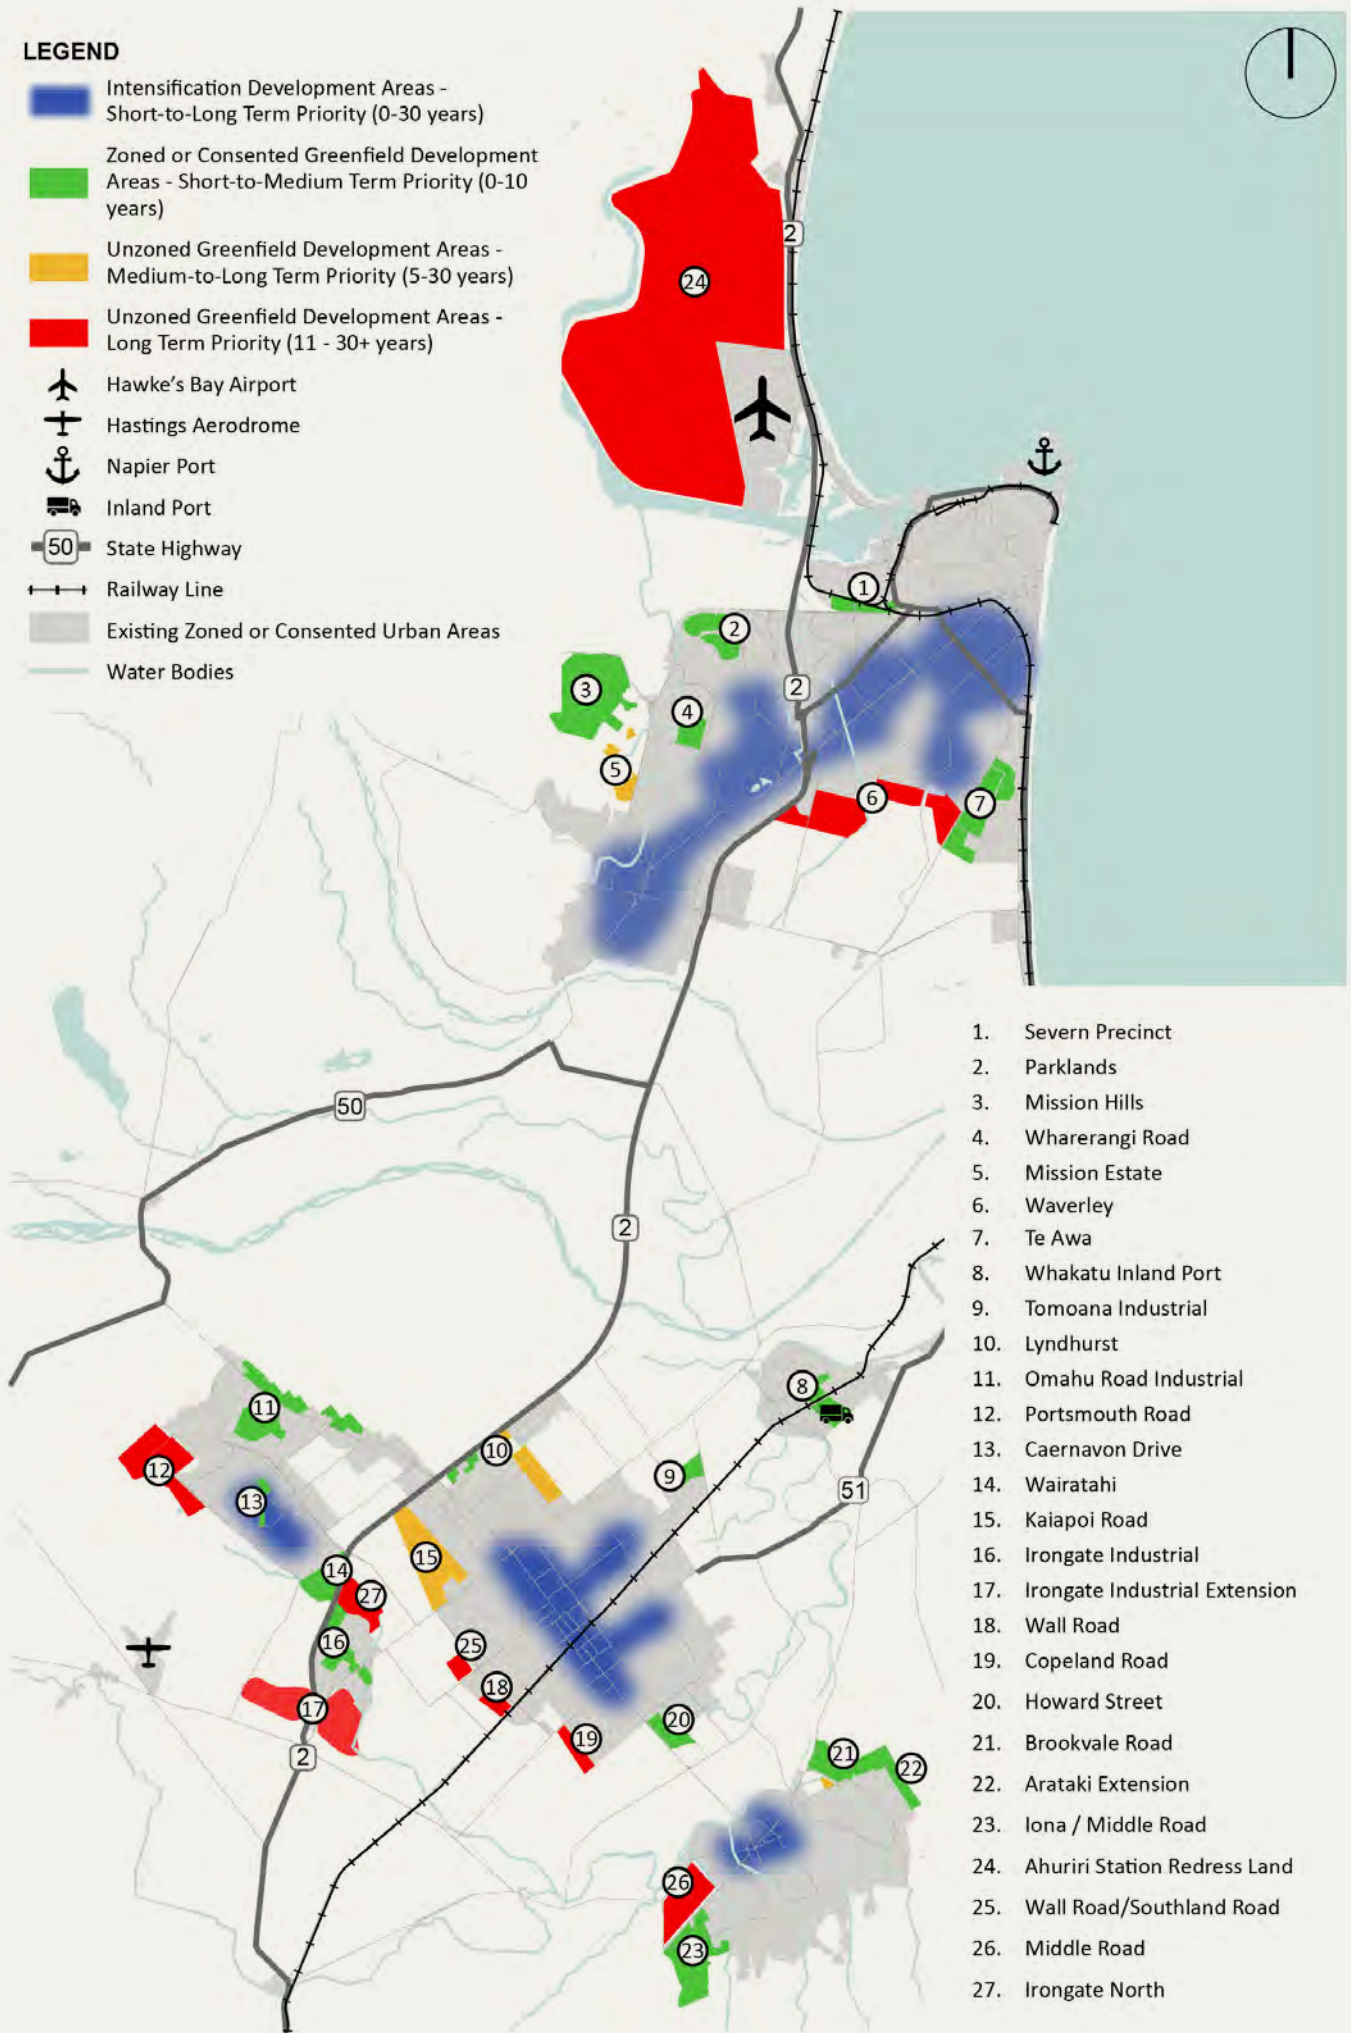 LEGEND
Intensification Development Areas -
Short-to-Long Term Priority (0-30 years)
Zoned or Consented Greenfield Development
Areas - Short-to-Medium Term Priority (0-10
years)
Unzoned Greenfield Development Areas -
Medium-to-Long Term Priority (5-30 years)
Unzoned Greenfield Development Areas -
Long Term Priority (11 - 30+ years)
Hawke's Bay Airport
Hastings Aerodrome
Napier Port
Inland Port
50 State Highway
Railway Line
Existing Zoned or Consented Urban Areas
Water Bodies
2
24
1
2
3
2
4
5
6
7
50
2
8
11
10
12
9
51
13
15
14
27
16
25
18
17
20
19
2
21
22
26
23
1. Severn Precinct
2. Parklands
3. Mission Hills
4. Wharerangi Road
5. Mission Estate
6. Waverley
7. Te Awa
8. Whakatu Inland Port
9. Tomoana Industrial
10. Lyndhurst
11. Omahu Road Industrial
12. Portsmouth Road
13. Caernavon Drive
14. Wairatahi
15. Kaiapoi Road
16. Irongate Industrial
17. Irongate Industrial Extension
18. Wall Road
19. Copeland Road
20. Howard Street
21. Brookvale Road
22. Arataki Extension
23. Iona / Middle Road
24. Ahuriri Station Redress Land
25. Wall Road/Southland Road
26. Middle Road
27. Irongate North